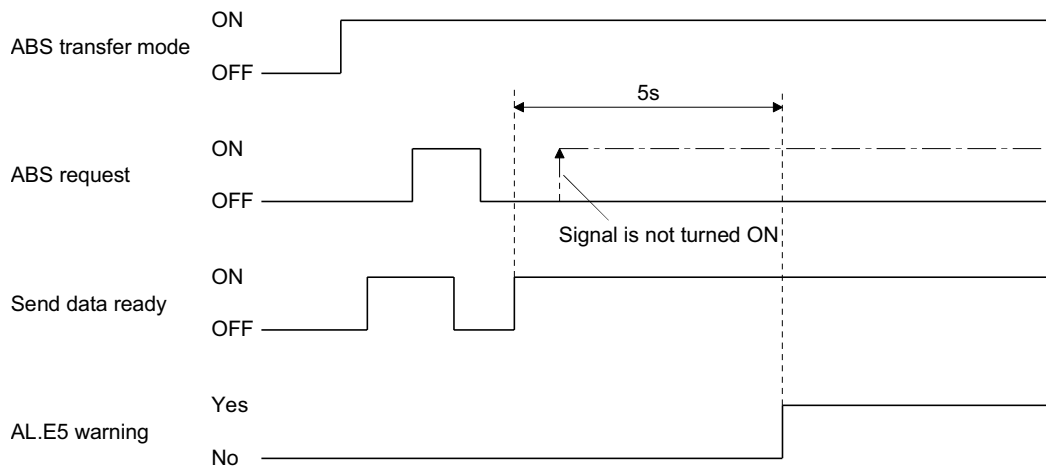 ON
ABS transfer mode
OFF
5s
ON
ABS request
OFF
Signal is not turned ON
ON
Send data ready
OFF
Yes
AL.E5 warning
No